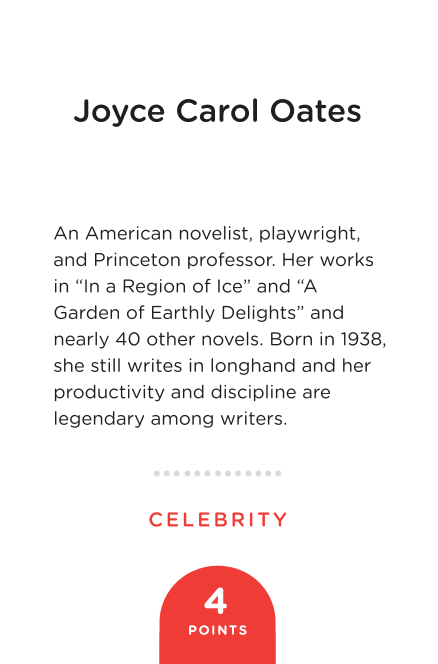 Joyce Carol Oates
An American novelist, playwright,
and Princeton professor. Her works
in “In a Region of Ice” and “A
Garden of Earthly Delights” and
nearly 40 other novels. Born in 1938,
she still writes in longhand and her
productivity and discipline are
legendary among writers.
CELEBRITY
4
POINTS